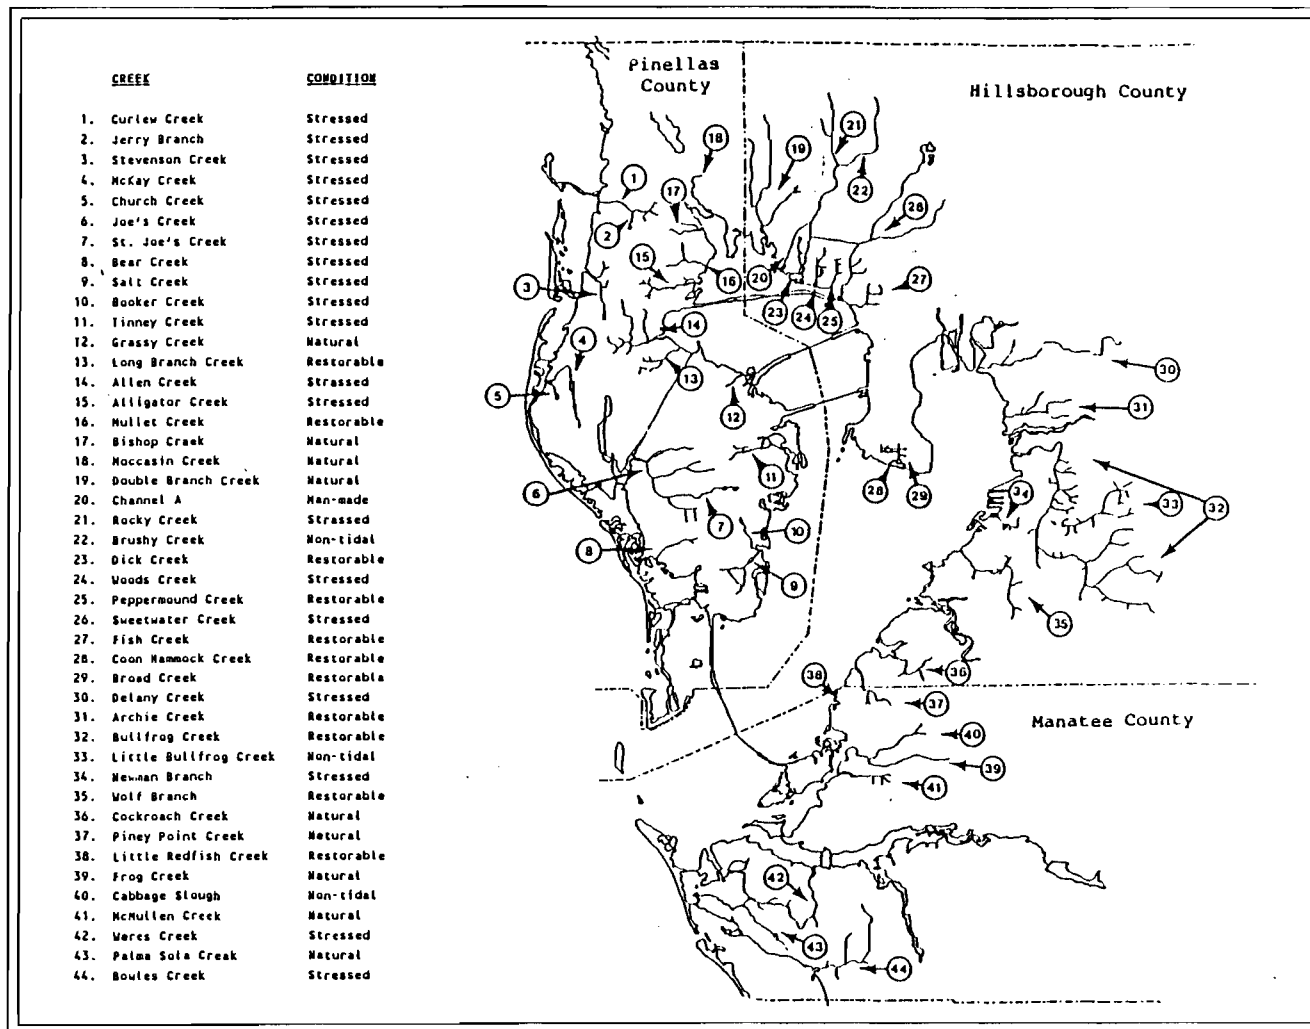 CREEK CONDITION
1. Curlew Creek Stressed
2. Jerry Branch Stressed
3. Stevenson Creek Stressed
4. McKay Creek Stressed
5. Church Creek Stressed
6. Joe's Creek Stressed
7. St. Joe's Creek Stressed
8. Bear Creek Stressed
9. Salt Creek Stressed
10. Booker Creek Stressed
11. Tinney Creek Stressed
12. Grassy Creek Natural
13. Long Branch Creek Restorable
14. Allen Creek Stressed
15. Alligator Creek Stressed
16. Mullet Creek Restorable
17. Bishop Creek Natural
18. Moccasin Creek Natural
19. Double Branch Creek Natural
20. Channel A Man-made
21. Rocky Creek Stressed
22. Brushy Creek Non-tidal
23. Dick Creek Restorable
24. Woods Creek Stressed
25. Peppermound Creek Restorable
26. Sweetwater Creek Stressed
27. Fish Creek Restorable
28. Coon Hammock Creek Restorable
29. Broad Creek Restorable
30. Delany Creek Stressed
31. Archie Creek Restorable
32. Bullfrog Creek Restorable
33. Little Bullfrog Creek Non-tidal
34. Newman Branch Stressed
35. Wolf Branch Restorable
36. Cockroach Creek Natural
37. Piney Point Creek Natural
38. Little Redfish Creek Restorable
39. Frog Creek Natural
40. Cabbage Slough Non-tidal
41. McMullen Creek Natural
42. Wares Creek Stressed
43. Palma Sola Creek Natural
44. Bowles Creek Stressed
Pinellas
County
Hillsborough County
21
18
19
22
1
17
26
2
15
16
20
27
3
23
24
25
14
4
13
30
5
12
31
11
6
28
29
34
33
32
7
10
8
9
35
36
38
37
Manatee County
40
39
41
42
43
44